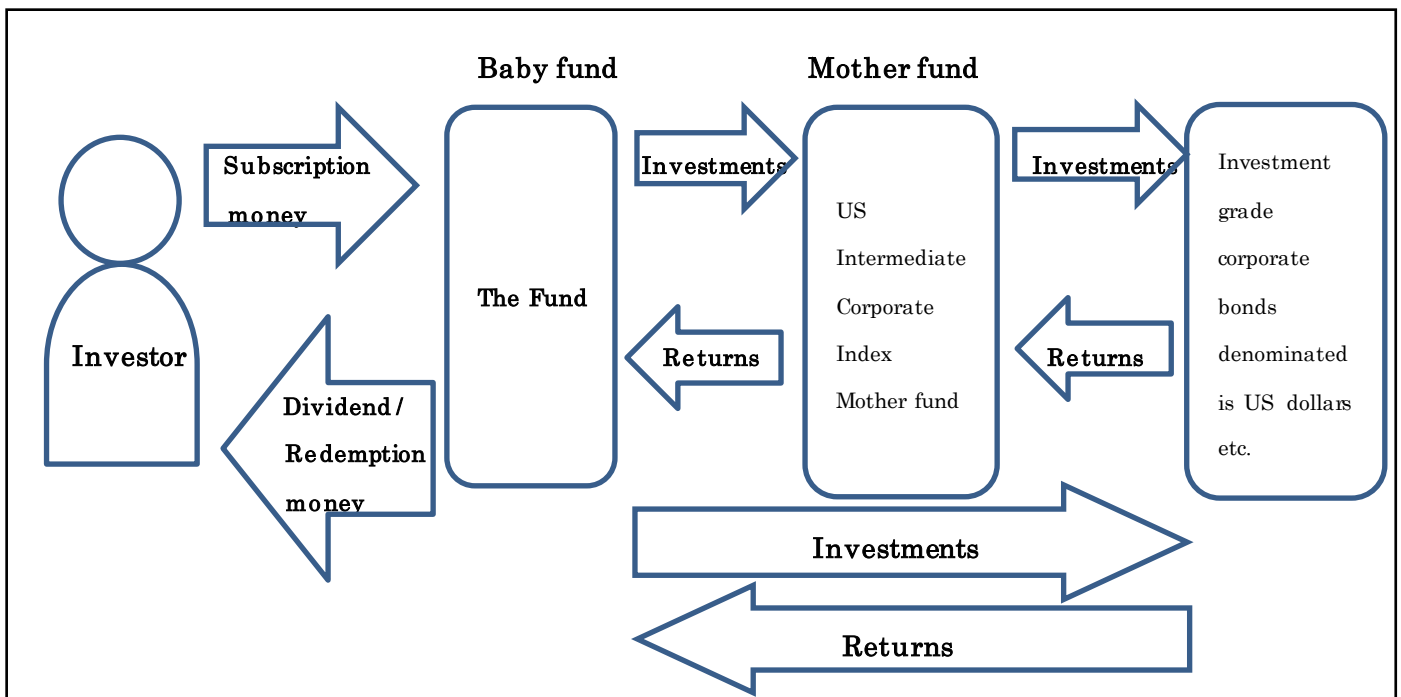 Baby fund
Mother fund
Subscription
money
Investments
Investments
Investor
Dividend/
Redemption
money
The Fund
Returns
US
Intermediate
Corporate
Index
Mother fund
Returns
Investment
grade
corporate
bonds
denominated
is US dollars
etc.
Investments
Returns